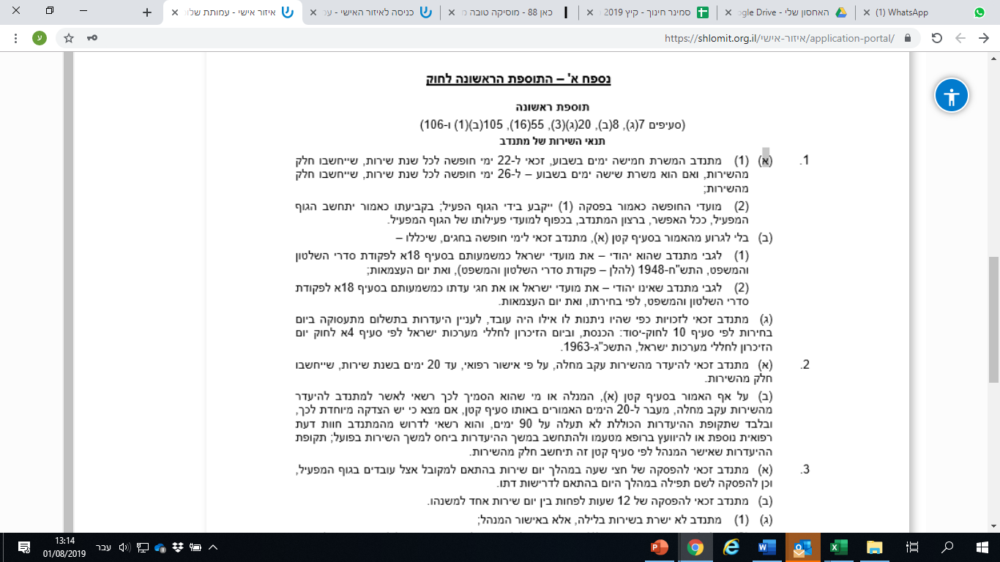 איזור אישי - עמותת שלומ
כניסה לאיזור האישי - עמ
כאן 88 - מוסיקה טובה
סמינר חינוך - קיץ 2019
האחסון שלי - Google Drive
(1) WhatsApp
ע
https://shlomit.org.il/איזור-אישי/application-portal/
נספח א' – התוספת הראשונה לחוק
תוספת ראשונה
(סעיפים 7(ג), 8(ב), 20(ג)(3), 55(16), 105(ב)(1) ו-106)
תנאי השירות של מתנדב
1. (א) (1) מתנדב המשרת חמישה ימים בשבוע, זכאי ל-22 ימי חופשה לכל שנת שירות, שייחשבו חלק
מהשירות, ואם הוא משרת שישה ימים בשבוע – ל-26 ימי חופשה לכל שנת שירות, שייחשבו חלק
מהשירות;
(2) מועדי החופשה כאמור בפסקה (1) ייקבע בידי הגוף הפעיל; בקביעתו כאמור יתחשב הגוף
המפעיל, ככל האפשר, ברצון המתנדב, בכפוף למועדי פעילותו של הגוף המפעיל.
(ב) בלי לגרוע מהאמור בסעיף קטן (א), מתנדב זכאי לימי חופשה בחגים, שיכללו –
(1) לגבי מתנדב שהוא יהודי – את מועדי ישראל כמשמעותם בסעיף 18א לפקודת סדרי השלטון
והמשפט, התש"ח-1948 (להלן – פקודת סדרי השלטון והמשפט), ואת יום העצמאות;
(2) לגבי מתנדב שאינו יהודי – את מועדי ישראל או את חגי עדתו כמשמעותם בסעיף 18א לפקודת
סדרי השלטון והמשפט, לפי בחירתו, ואת יום העצמאות.
(ג) מתנדב זכאי לזכויות כפי שהיו ניתנות לו אילו היה עובד, לעניין היעדרות בתשלום מתעסוקה ביום
בחירות לפי סעיף 10 לחוק-יסוד: הכנסת, וביום הזיכרון לחללי מערכות ישראל לפי סעיף 4א לחוק יום
הזיכרון לחללי מערכות ישראל, התשכ"ג-1963.
2. (א) מתנדב זכאי להיעדר מהשירות עקב מחלה, על פי אישור רפואי, עד 20 ימים בשנת שירות, שייחשבו
חלק מהשירות.
(ב) על אף האמור בסעיף קטן (א), המנלה או מי שהוא הסמיך לכך רשאי לאשר למתנדב להיעדר
מהשירות עקב מחלה, מעבר ל-20 הימים האמורים באותו סעיף קטן, אם מצא כי יש הצדקה מיוחדת לכך,
ובלבד שתקופת ההיעדרות הכוללת לא תעלה על 90 ימים, והוא רשאי לדרוש מהמתנדב חוות דעת
רפואית נוספת או להיוועץ ברופא מטעמו ולהתחשב במשך ההיעדרות ביחס למשך השירות בפועל; תקופת
ההיעדרות שאישר המנהל לפי סעיף קטן זה תיחשב חלק מהשירות.
3. (א) מתנדב זכאי להפסקה של חצי שעה במהלך יום שירות בהתאם למקובל אצל עובדים בגוף המפעיל,
וכן להפסקה לשם תפילה במהלך היום בהתאם לדרישות דתו.
(ב) מתנדב זכאי להפסקה של 12 שעות לפחות בין יום שירות אחד למשנהו.
(ג) (1) מתנדב לא ישרת בשירות בלילה, אלא באישור המנהל;
עבר
13:14
01/08/2019